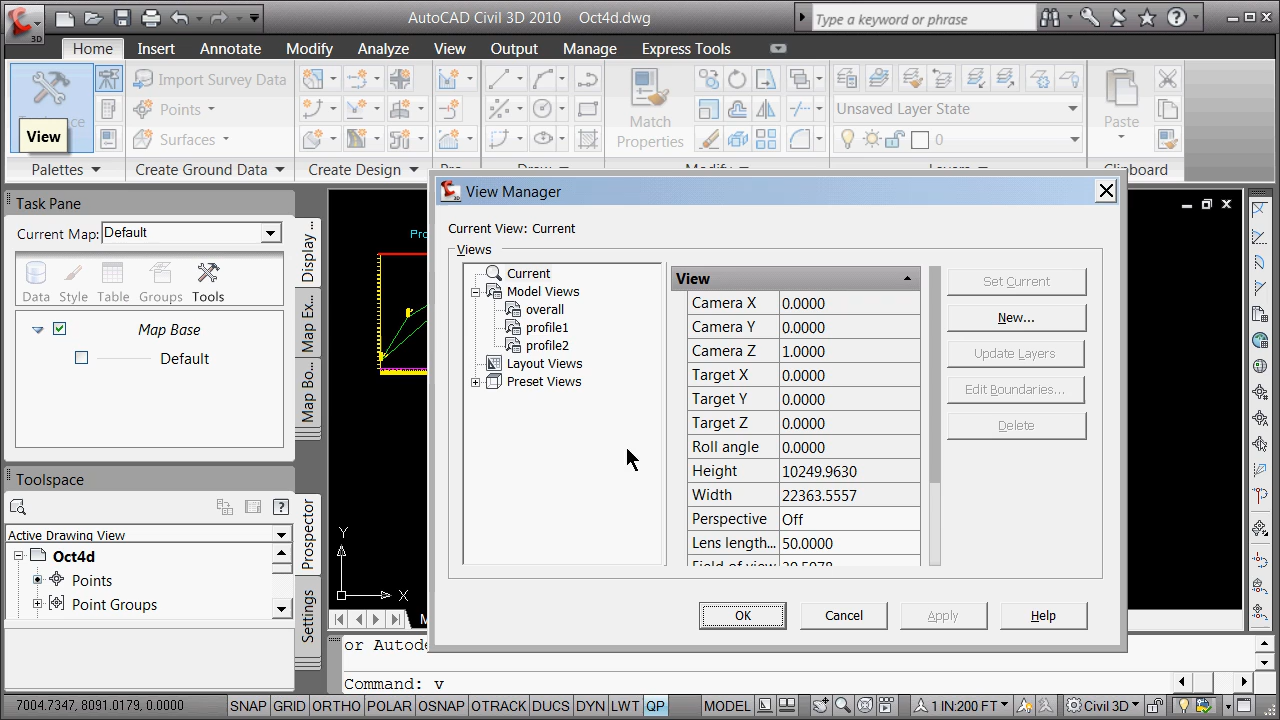 AutoCAD Civil 3D 2010 Oct4d.dwg
Type a keyword or phrase
3D
Home Insert Annotate Modify Analyze View Output Manage Express Tools
Import Survey Data
Points
Surfaces
View
Match
Properties
Unsaved Layer State
0
Paste
Palettes
Create Ground Data
Create Design
Clipboard
Task Pane
Current Map: Default
Data Style Table Groups Tools
Map Base
Default
Display ...
Map Ex...
Map Bo...
Toolspace
Active Drawing View
Oct4d
Points
Point Groups
Prospector
Settings
Y
X
View Manager
Current View: Current
Views
Current
Model Views
overall
profile1
profile2
Layout Views
Preset Views
View
Camera X 0.0000
Camera Y 0.0000
Camera Z 1.0000
Target X 0.0000
Target Y 0.0000
Target Z 0.0000
Roll angle 0.0000
Height 10249.9630
Width 22363.5557
Perspective Off
Lens length... 50.0000
Set Current
New...
Update Layers
Edit Boundaries...
Delete
OK Cancel Apply Help
or Autode
Command: v
7004.7347, 8091.0179, 0.0000 SNAP GRID ORTHO POLAR OSNAP OTRACK DUCS DYN LWT QP MODEL 1 IN:200 FT Civil 3D